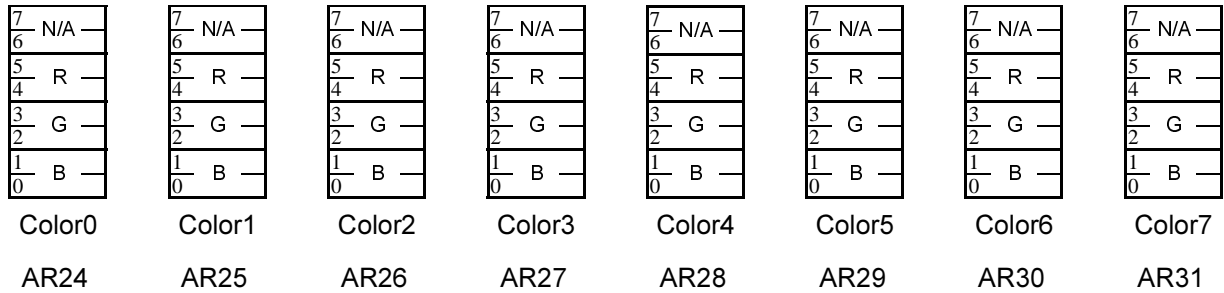 7 N/A 7 N/A 7 N/A 7 N/A 7 N/A 7 N/A 7 N/A 7 N/A
6 6 6 6 6 6 6 6
5 R 5 R 5 R 5 R 5 R 5 R 5 R 5 R
4 4 4 4 4 4 4 4
3 G 3 G 3 G 3 G 3 G 3 G 3 G 3 G
2 2 2 2 2 2 2 2
1 B 1 B 1 B 1 B 1 B 1 B 1 B 1 B
0 0 0 0 0 0 0 0
Color0 Color1 Color2 Color3 Color4 Color5 Color6 Color7
AR24 AR25 AR26 AR27 AR28 AR29 AR30 AR31